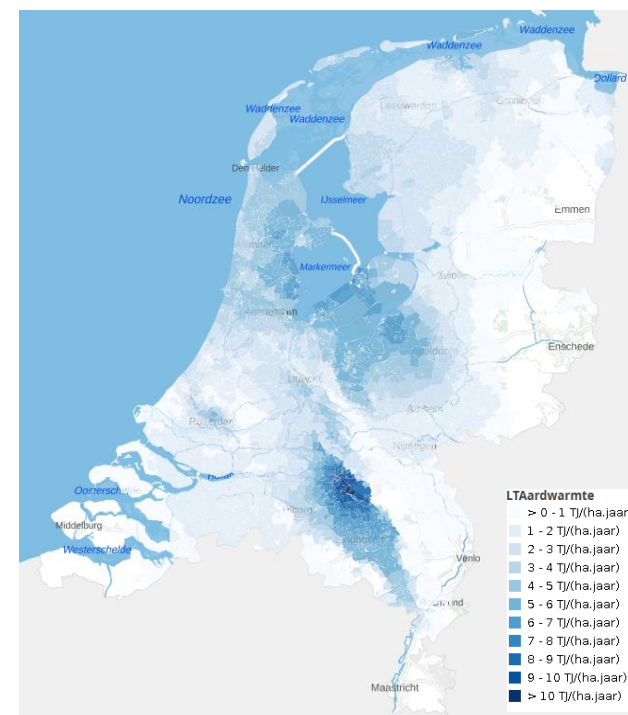 Waddenzee
Waddenzee
Dollard
Waddenzee
Waddenzee
Leeuwarden
Groningen
Den Helder
Noordzee
IJsselmeer
Emmen
Alkmaar
Markermeer
Zwolle
Amsterdam
Enschede
Apeldoorn
Utrecht
Arnhem
Rotterdam
Nijmegen
Oosterschelde
Tilburg
Middelburg
Eindhoven
Westerschelde
Venlo
Roermond
Maastricht
LTAardwarmte
> 0 - 1 TJ/(ha.jaar
1 - 2 TJ/(ha.jaar)
2 - 3 TJ/(ha.jaar)
3 - 4 TJ/(ha.jaar)
4 - 5 TJ/(ha.jaar)
5 - 6 TJ/(ha.jaar)
6 - 7 TJ/(ha.jaar)
7 - 8 TJ/(ha.jaar)
8 - 9 TJ/(ha.jaar)
9 - 10 TJ/(ha.jaar)
> 10 TJ/(ha.jaar)